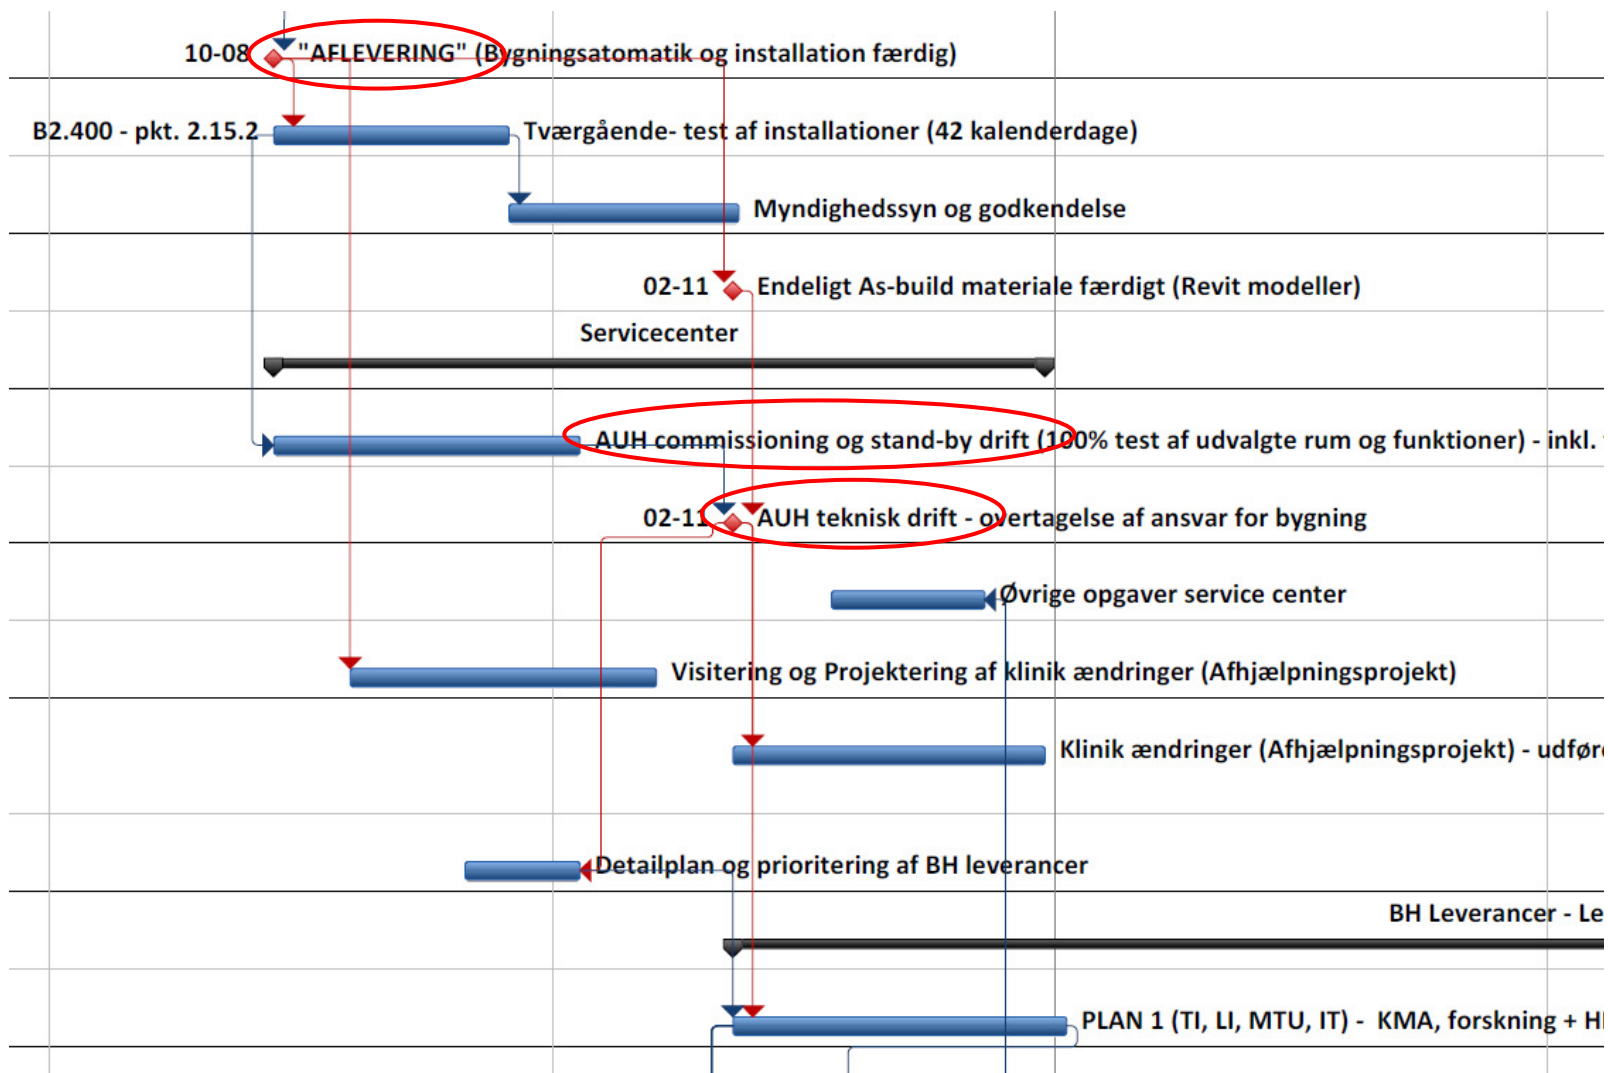 10-08 "AFLEVERING" (Bygningsatomatik og installation færdig)
B2.400 - pkt. 2.15.2 Tværgående- test af installationer (42 kalenderdage)
Myndighedssyn og godkendelse
02-11 Endeligt As-build materiale færdigt (Revit modeller)
Servicecenter
AUH commissioning og stand-by drift (100% test af udvalgte rum og funktioner) - inkl.
02-11 AUH teknisk drift - overtagelse af ansvar for bygning
Øvrige opgaver service center
Visitering og Projektering af klinik ændringer (Afhjælpningsprojekt)
Klinik ændringer (Afhjælpningsprojekt) - udfør
Detailplan og prioritering af BH leverancer
BH Leverancer - Le
PLAN 1 (TI, LI, MTU, IT) - KMA, forskning + H